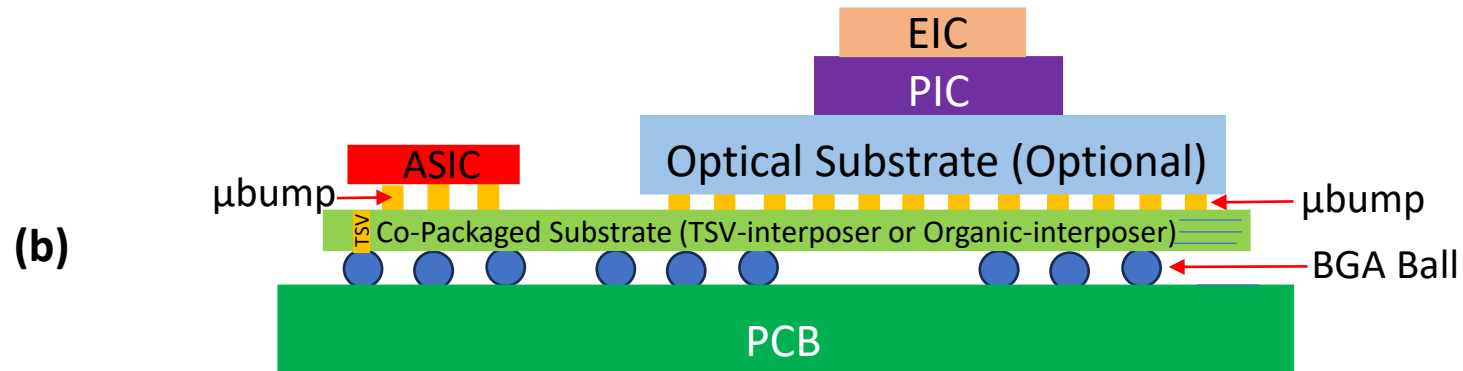 EIC
PIC
Optical Substrate (Optional)
ASIC
μbump
μbump
TSV
Co-Packaged Substrate (TSV-interposer or Organic-interposer)
(b)
BGA Ball
PCB